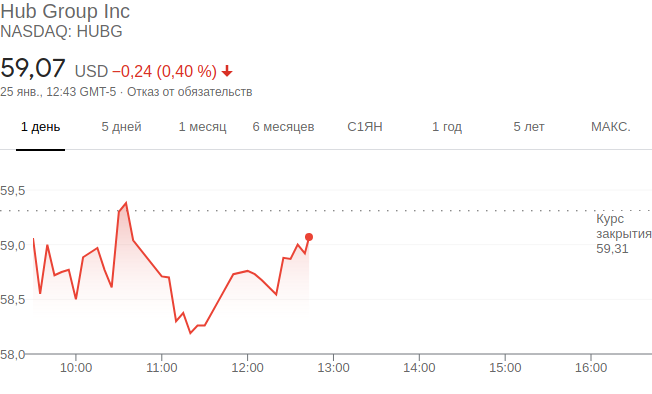 Hub Group Inc
NASDAQ: HUBG
59,07 USD −0,24 (0,40 %)
25 янв., 12:43 GMT-5 · Отказ от обязательств
1 день 5 дней 1 месяц 6 месяцев С1ЯН 1 год 5 лет МАКС.
59,5
Курс
закрытия
59,31
59,0
58,5
58,0
10:00 11:00 12:00 13:00 14:00 15:00 16:00